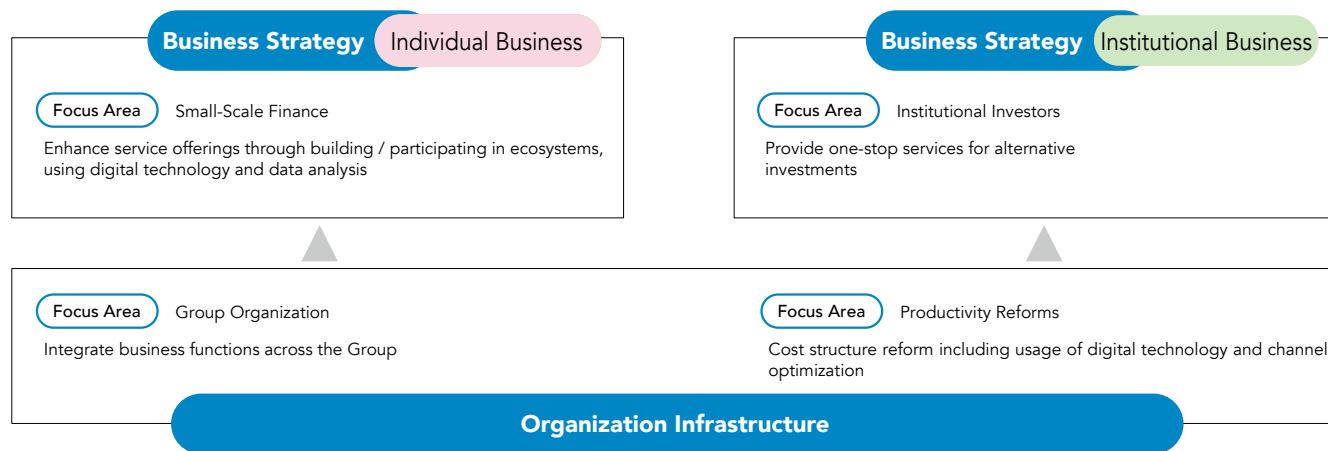 Business Strategy Individual Business
Focus Area Small-Scale Finance
Enhance service offerings through building / participating in ecosystems,
using digital technology and data analysis
Business Strategy Institutional Business
Focus Area Institutional Investors
Provide one-stop services for alternative
investments
Focus Area Group Organization
Integrate business functions across the Group
Focus Area Productivity Reforms
Cost structure reform including usage of digital technology and channel
optimization
Organization Infrastructure